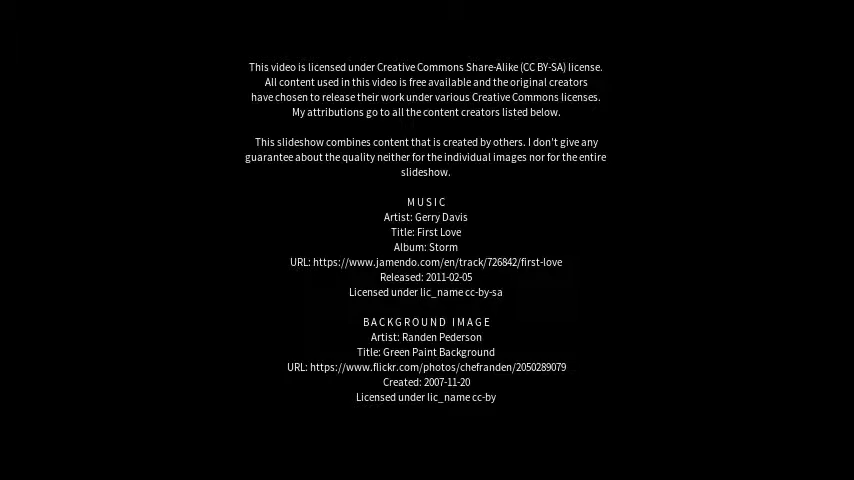 This video is licensed under Creative Commons Share-Alike (CC BY-SA) license.
All content used in this video is free available and the original creators
have chosen to release their work under various Creative Commons licenses.
My attributions go to all the content creators listed below.
This slideshow combines content that is created by others. I don't give any
guarantee about the quality neither for the individual images nor for the entire
slideshow.
MUSIC
Artist: Gerry Davis
Title: First Love
Album: Storm
URL: https://www.jamendo.com/en/track/726842/first-love
Released: 2011-02-05
Licensed under lic_name cc-by-sa
BACKGROUND IMAGE
Artist: Randen Pederson
Title: Green Paint Background
URL: https://www.flickr.com/photos/chefranden/2050289079
Created: 2007-11-20
Licensed under lic_name cc-by